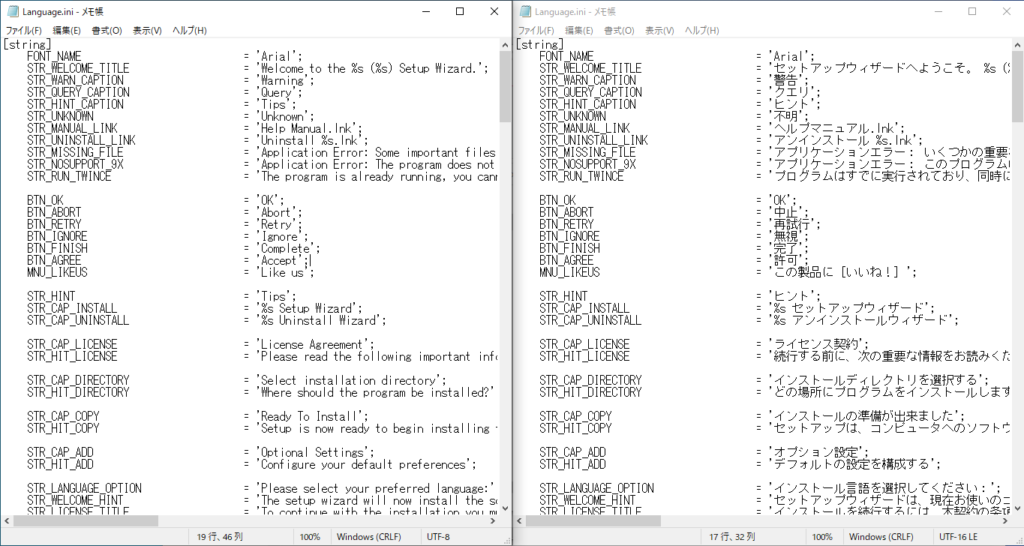 Language.ini - メモ帳
ファイル(F) 編集(E) 書式(O) 表示(V) ヘルプ(H)
[string]
FONT_NAME = 'Arial';
STR_WELCOME_TITLE = 'Welcome to the %s (%s) Setup Wizard.';
STR_WARN_CAPTION = 'Warning';
STR_QUERY_CAPTION = 'Query';
STR_HINT_CAPTION = 'Tips';
STR_UNKNOWN = 'Unknown';
STR_MANUAL_LINK = 'Help Manual.lnk';
STR_UNINSTALL_LINK = 'Uninstall %s.lnk';
STR_MISSING_FILE = 'Application Error: Some important files
STR_NOSUPPORT_9X = 'Application Error: The program does not
STR_RUN_TWINCE = 'The program is already running, you cann
BTN_OK = 'OK';
BTN_ABORT = 'Abort';
BTN_RETRY = 'Retry';
BTN_IGNORE = 'Ignore';
BTN_FINISH = 'Complete';
BTN_AGREE = 'Accept';
MNU_LIKEUS = 'Like us';
STR_HINT = 'Tips';
STR_CAP_INSTALL = '%s Setup Wizard';
STR_CAP_UNINSTALL = '%s Uninstall Wizard';
STR_CAP_LICENSE = 'License Agreement';
STR_HIT_LICENSE = 'Please read the following important info
STR_CAP_DIRECTORY = 'Select installation directory';
STR_HIT_DIRECTORY = 'Where should the program be installed?'
STR_CAP_COPY = 'Ready To Install';
STR_HIT_COPY = 'Setup is now ready to begin installing
STR_CAP_ADD = 'Optional Settings';
STR_HIT_ADD = 'Configure your default preferences';
STR_LANGUAGE_OPTION = 'Please select your preferred language:'
STR_WELCOME_HINT = 'The setup wizard will now install the so
STR_LICENSE_TITLE = 'To continue with the installation you mu
19 行、46 列 100% Windows (CRLF) UTF-8
Language.ini - メモ帳
ファイル(F) 編集(E) 書式(O) 表示(V) ヘルプ(H)
[string]
FONT_NAME = 'Arial';
STR_WELCOME_TITLE = 'セットアップウィザードへようこそ。 %s (%
STR_WARN_CAPTION = '警告';
STR_QUERY_CAPTION = 'クエリ';
STR_HINT_CAPTION = 'ヒント';
STR_UNKNOWN = '不明';
STR_MANUAL_LINK = 'ヘルプマニュアル.lnk';
STR_UNINSTALL_LINK = 'アンインストール %s.lnk';
STR_MISSING_FILE = 'アプリケーションエラー: いくつかの重要な
STR_NOSUPPORT_9X = 'アプリケーションエラー: このプログラム
STR_RUN_TWINCE = 'プログラムはすでに実行されており、同時に
BTN_OK = 'OK';
BTN_ABORT = '中止';
BTN_RETRY = '再試行';
BTN_IGNORE = '無視';
BTN_FINISH = '完了';
BTN_AGREE = '許可';
MNU_LIKEUS = 'この製品に [いいね!] ';
STR_HINT = 'ヒント';
STR_CAP_INSTALL = '%s セットアップウィザード';
STR_CAP_UNINSTALL = '%s アンインストールウィザード';
STR_CAP_LICENSE = 'ライセンス契約';
STR_HIT_LICENSE = '続行する前に、次の重要な情報をお読みくだ
STR_CAP_DIRECTORY = 'インストールディレクトリを選択する';
STR_HIT_DIRECTORY = 'どの場所にプログラムをインストールします
STR_CAP_COPY = 'インストールの準備が出来ました';
STR_HIT_COPY = 'セットアップは、コンピュータへのソフトウ
STR_CAP_ADD = 'オプション設定';
STR_HIT_ADD = 'デフォルトの設定を構成する';
STR_LANGUAGE_OPTION = 'インストール言語を選択してください:';
STR_WELCOME_HINT = 'セットアップウィザードは、現在お使いのコ
STR_LICENSE_TITLE = 'インストールを続行するには、本契約の条項
17 行、32 列 100% Windows (CRLF) UTF-16 LE